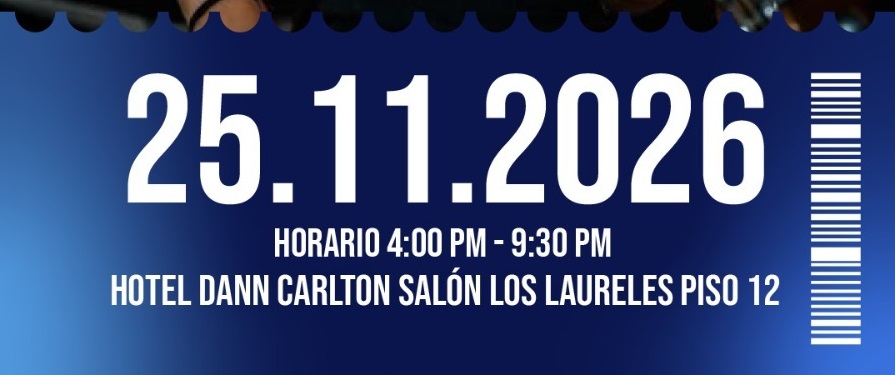 25.11.2026
HORARIO 4:00 PM - 9:30 PM
HOTEL DANN CARLTON SALÓN LOS LAURELES PISO 12